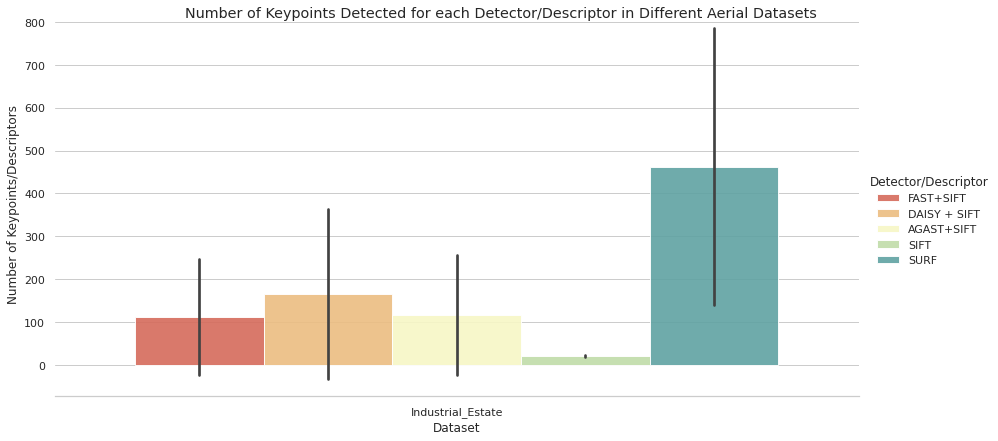 Number of Keypoints Detected for each Detector/Descriptor in Different Aerial Datasets
800
700
600
500
400
300
200
100
0
Number of Keypoints/Descriptors
Industrial_Estate
Dataset
Detector/Descriptor
FAST+SIFT
DAISY + SIFT
AGAST+SIFT
SIFT
SURF